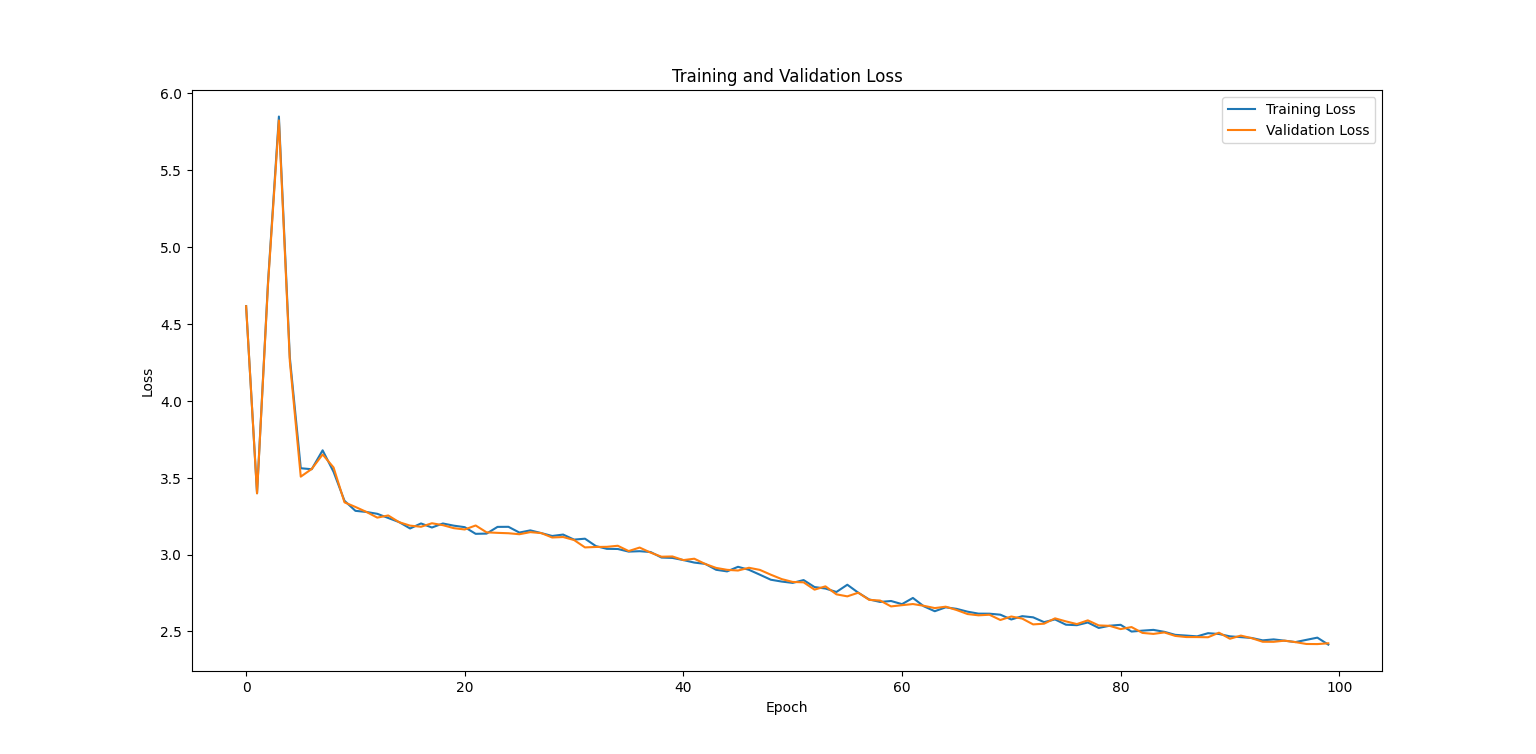 Training and Validation Loss
Training Loss
Validation Loss
6.0
5.5
5.0
4.5
4.0
3.5
3.0
2.5
Loss
0 20 40 60 80 100
Epoch